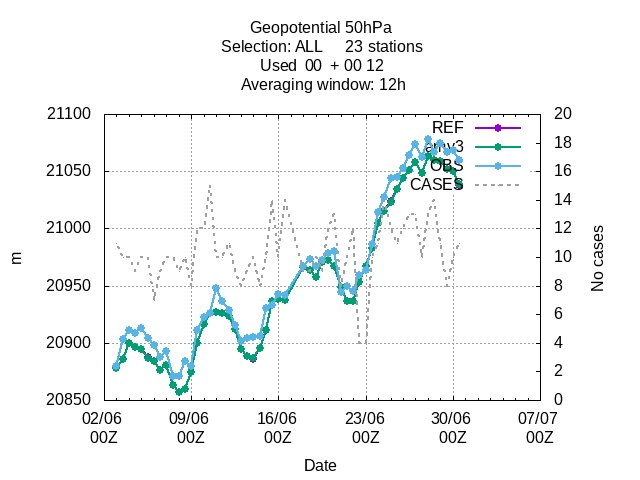 Geopotential 50hPa
Selection: ALL 23 stations
Used 00 + 00 12
Averaging window: 12h
21100
21050
21000
20950
20900
20850
m
REF
arnv3
OBS
CASES
20
18
16
14
12
10
8
6
4
2
0
No cases
02/06 09/06 16/06 23/06 30/06 07/07
00Z 00Z 00Z 00Z 00Z 00Z
Date